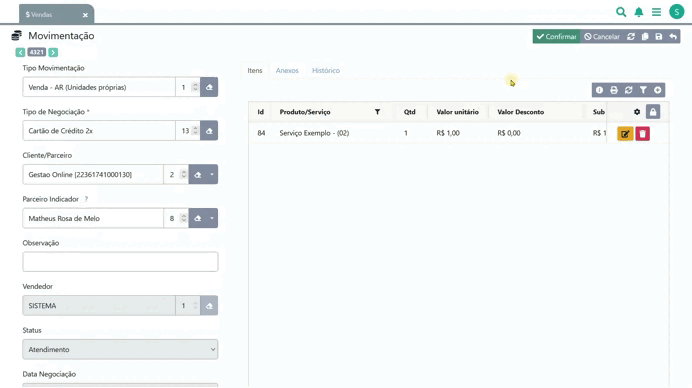 Vendas
S
Movimentação
Confirmar Cancelar
4321
Tipo Movimentação
Venda - AR (Unidades próprias) 1
Tipo de Negociação *
Cartão de Crédito 2x 13
Cliente/Parceiro
Gestao Online [22361741000130] 2
Parceiro Indicador ?
Matheus Rosa de Melo 8
Observação
Vendedor
SISTEMA 1
Status
Atendimento
Data Negociação
Itens Anexos Histórico
Id Produto/Serviço Qtd Valor unitário Valor Desconto Sub
84 Serviço Exemplo - (02) 1 R$ 1,00 R$ 0,00 R$ 1